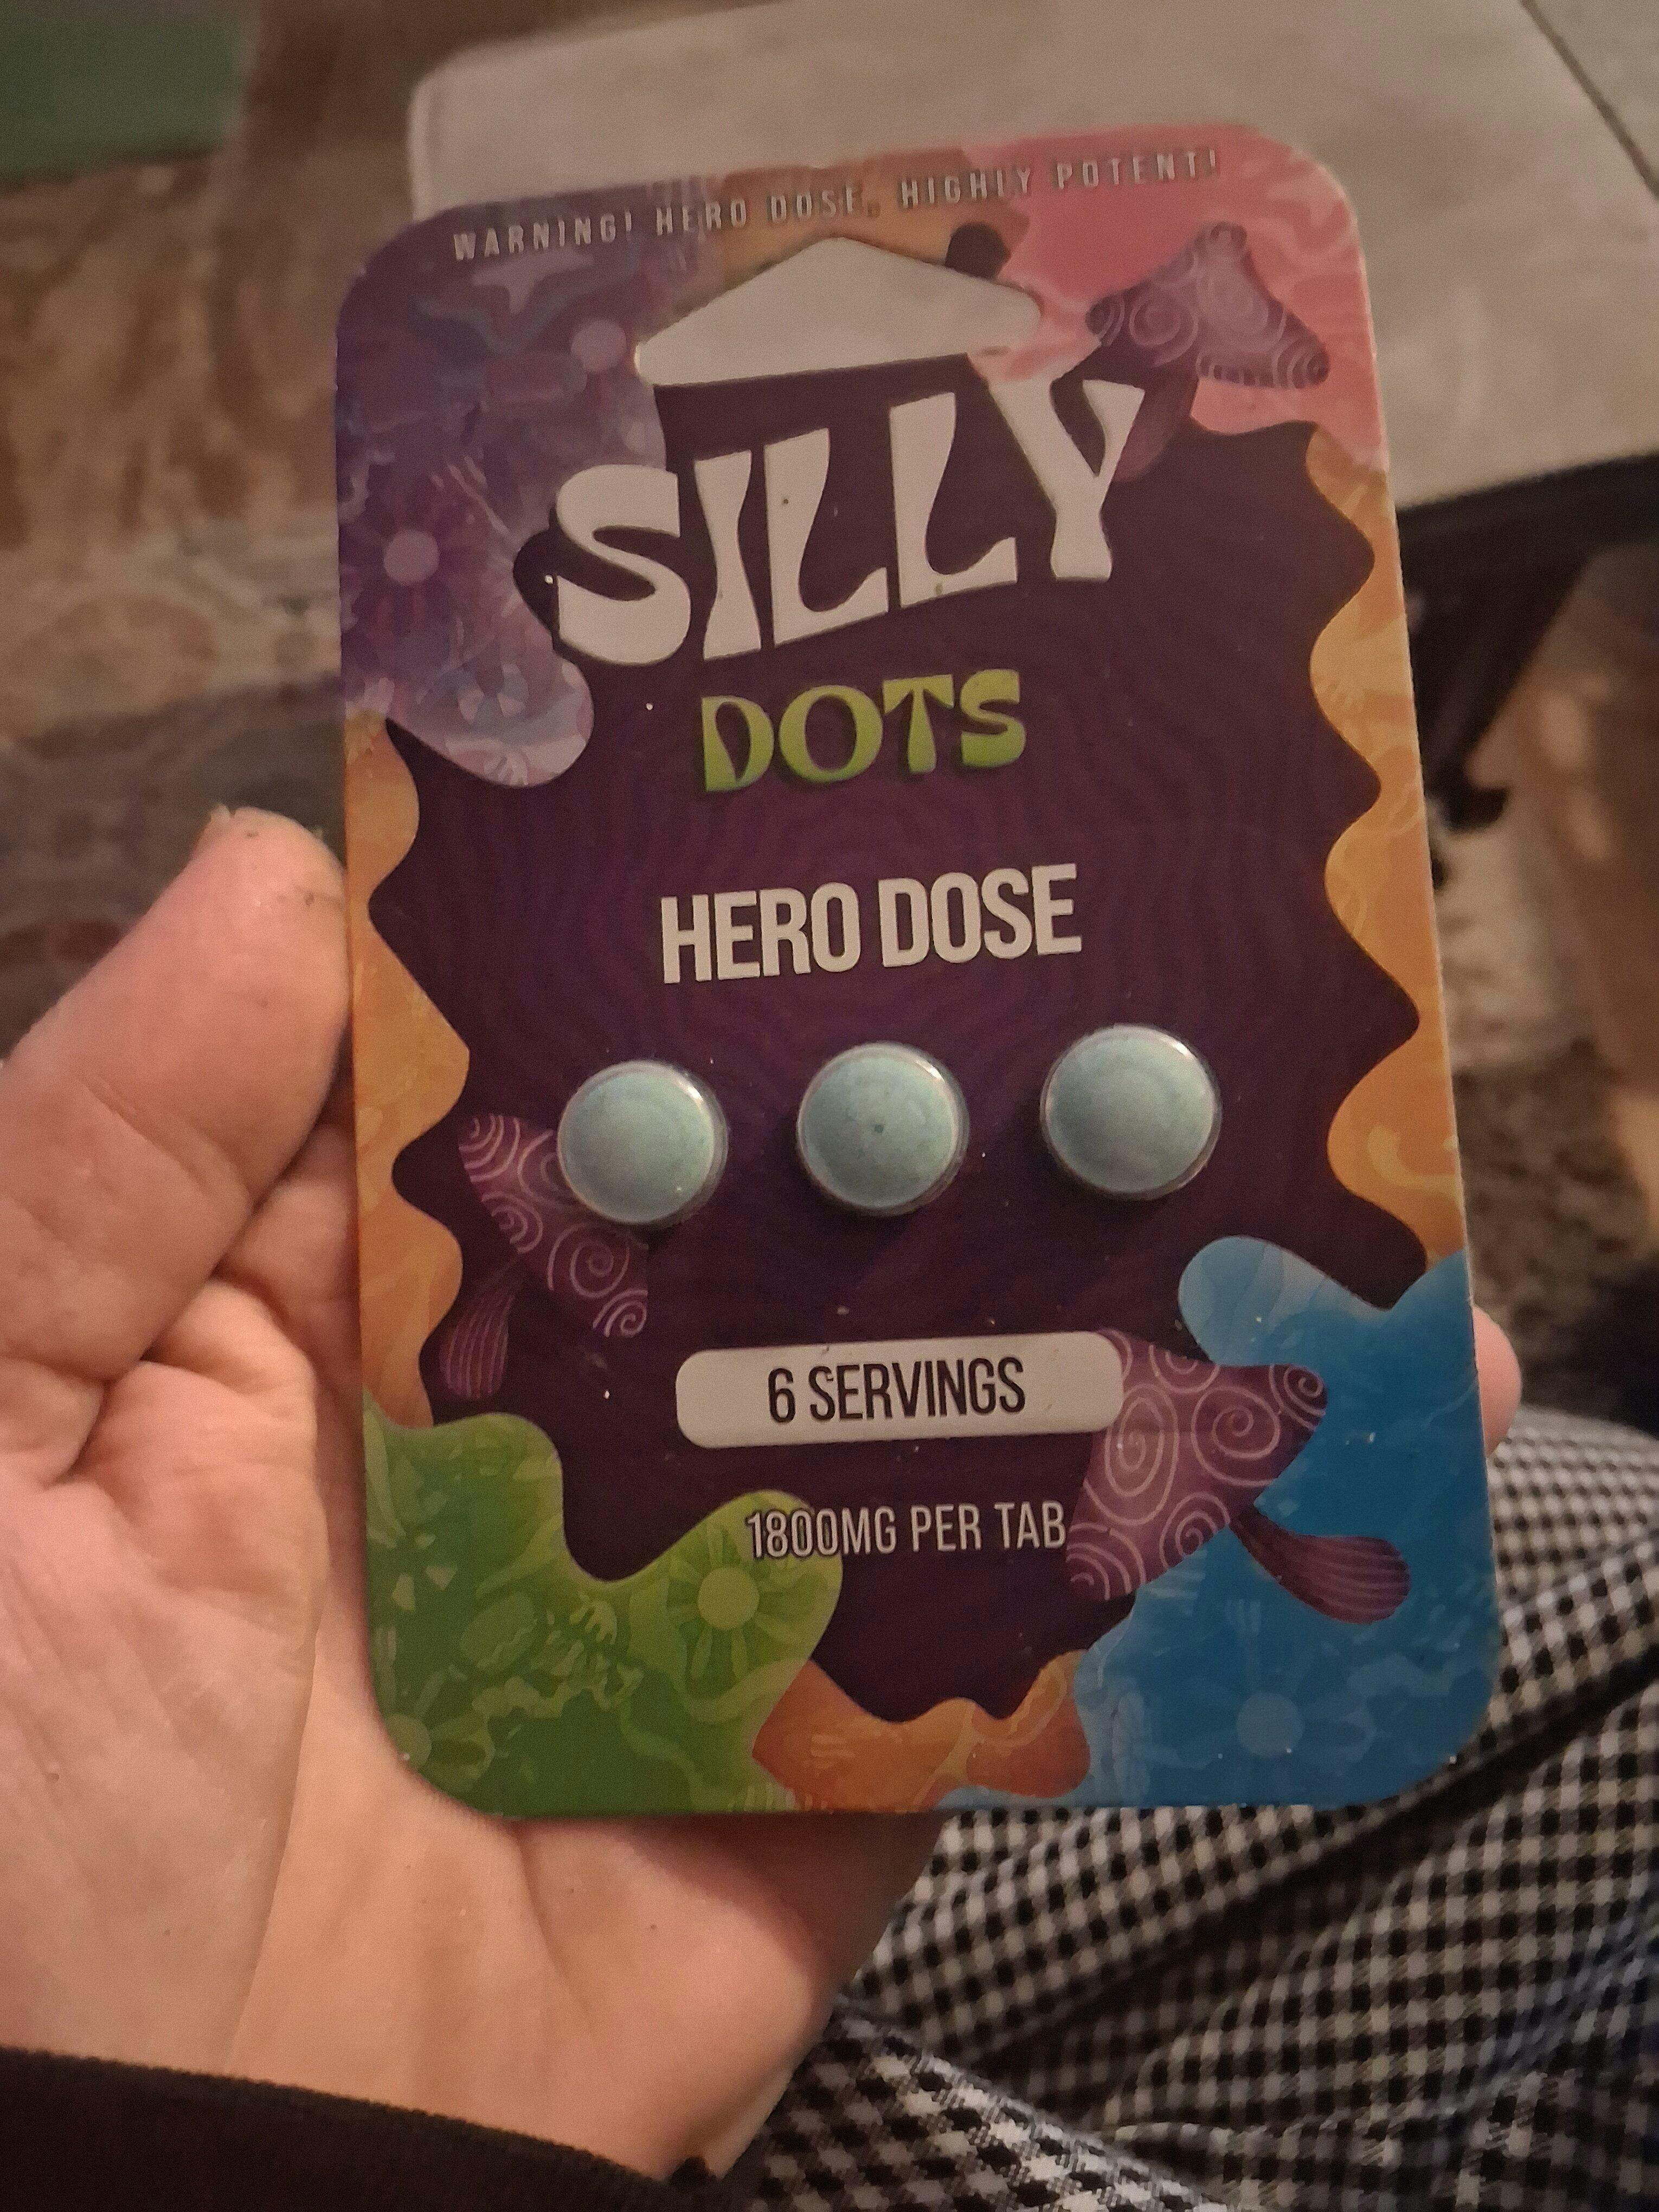 WARNING! HERO DOSE, HIGHLY POTENT!
SILLY
DOTS
HERO DOSE
6 SERVINGS
1800MG PER TAB